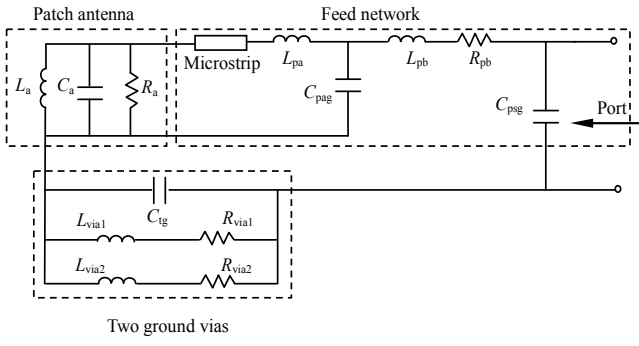 Patch antenna
Feed network
Microstrip
Lpa
Lpb
Rpb
La
Ca
Ra
Cpag
Cpsg
Port
Ctg
Lvia1
Rvia1
Lvia2
Rvia2
Two ground vias